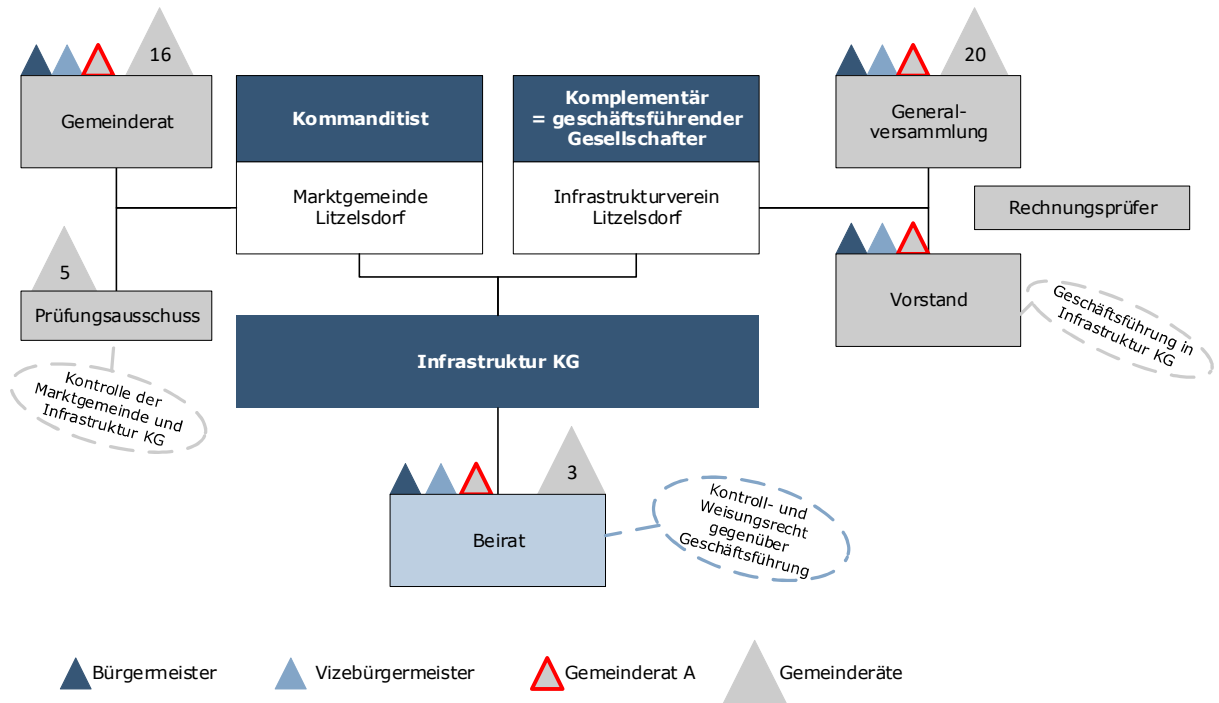 16
20
Gemeinderat
Kommanditist
Komplementär
= geschäftsführender
Gesellschafter
General-
versammlung
Marktgemeinde
Litzelsdorf
Infrastrukturverein
Litzelsdorf
Rechnungsprüfer
5
Prüfungsausschuss
Vorstand
Geschäftsführung in
Infrastruktur KG
Infrastruktur KG
Kontrolle der
Marktgemeinde und
Infrastruktur KG
3
Beirat
Kontroll- und
Weisungsrecht
gegenüber
Geschäftsführung
Bürgermeister
Vizebürgermeister
Gemeinderat A
Gemeinderäte